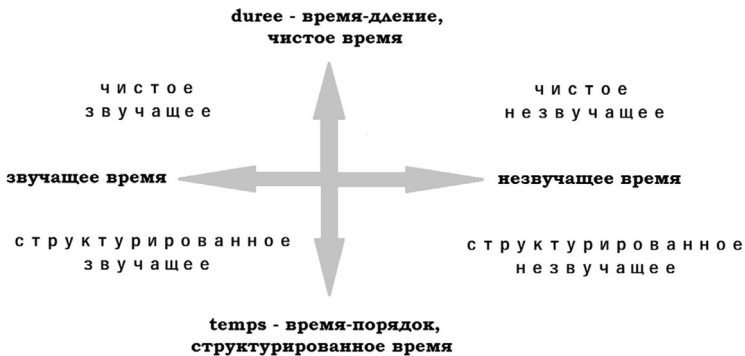 duree - время-дление,
чистое время
чистое
звучащее
чистое
незвучащее
звучащее время
незвучащее время
структурированное
звучащее
структурированное
незвучащее
temps - время-порядок,
структурированное время